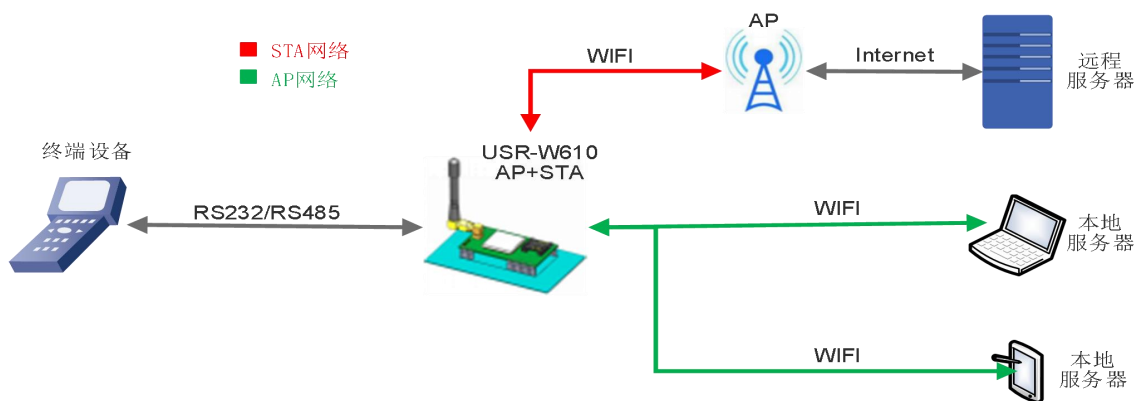 AP
STA网络
AP网络
WIFI
Internet
远程
服务器
终端设备
USR-W610
AP+STA
RS232/RS485
WIFI
本地
服务器
WIFI
本地
服务器